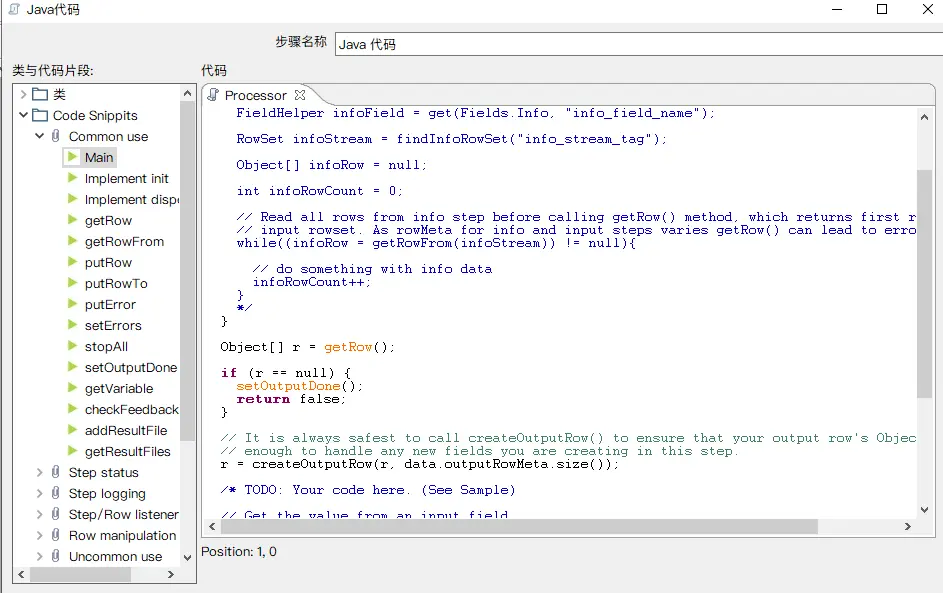 Java代码
步骤名称
Java 代码
类与代码片段:
代码
类
Code Snippits
Common use
Main
Implement init
Implement disp
getRow
getRowFrom
putRow
putRowTo
putError
setErrors
stopAll
setOutputDone
getVariable
checkFeedback
addResultFile
getResultFiles
Step status
Step logging
Step/Row listener
Row manipulation
Uncommon use
Processor
FieldHelper infoField = get(Fields.Info, "info_field_name");
RowSet infoStream = findInfoRowSet("info_stream_tag");
Object[] infoRow = null;
int infoRowCount = 0;
// Read all rows from info step before calling getRow() method, which returns first r
// input rowset. As rowMeta for info and input steps varies getRow() can lead to erro
while((infoRow = getRowFrom(infoStream)) != null){
// do something with info data
infoRowCount++;
}
*/
}
Object[] r = getRow();
if (r == null) {
setOutputDone();
return false;
}
// It is always safest to call createOutputRow() to ensure that your output row's Objec
// enough to handle any new fields you are creating in this step.
r = createOutputRow(r, data.outputRowMeta.size());
/* TODO: Your code here. (See Sample)
// Get the value from an input field
Position: 1, 0